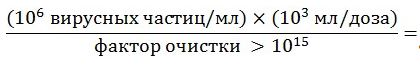 (10⁶ вирусных частиц/мл) × (10³ мл/доза)
фактор очистки > 10¹⁵
=